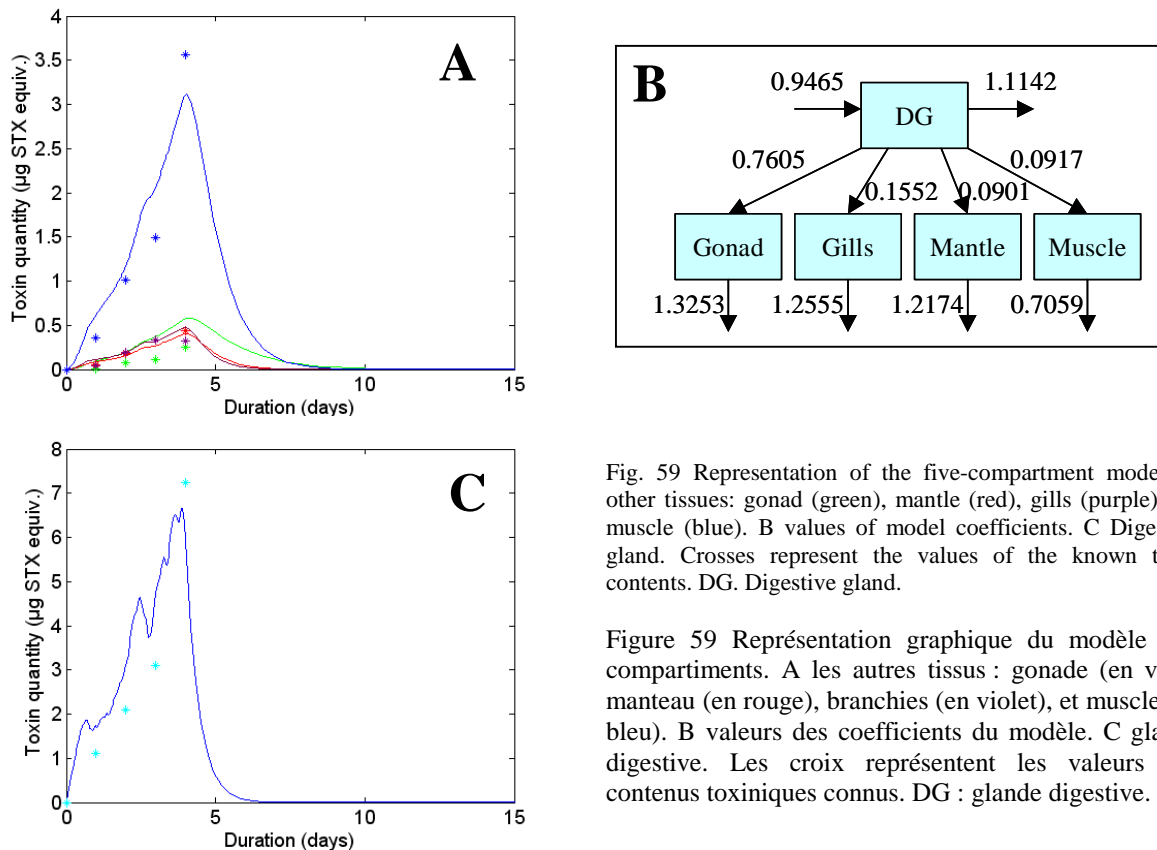 A
4
3.5
3
2.5
2
1.5
1
0.5
0
0 5 10 15
Toxin quantity (µg STX equiv.)
Duration (days)
B
0.9465 1.1142
DG
0.7605 0.1552 0.0901 0.0917
Gonad Gills Mantle Muscle
1.3253 1.2555 1.2174 0.7059
C
8
7
6
5
4
3
2
1
0
0 5 10 15
Toxin quantity (µg STX equiv.)
Duration (days)
Fig. 59 Representation of the five-compartment mode
other tissues: gonad (green), mantle (red), gills (purple)
muscle (blue). B values of model coefficients. C Dige
gland. Crosses represent the values of the known t
contents. DG. Digestive gland.
Figure 59 Représentation graphique du modèle
compartiments. A les autres tissus : gonade (en v
manteau (en rouge), branchies (en violet), et muscle
bleu). B valeurs des coefficients du modèle. C gla
digestive. Les croix représentent les valeurs
contenus toxiniques connus. DG : glande digestive.